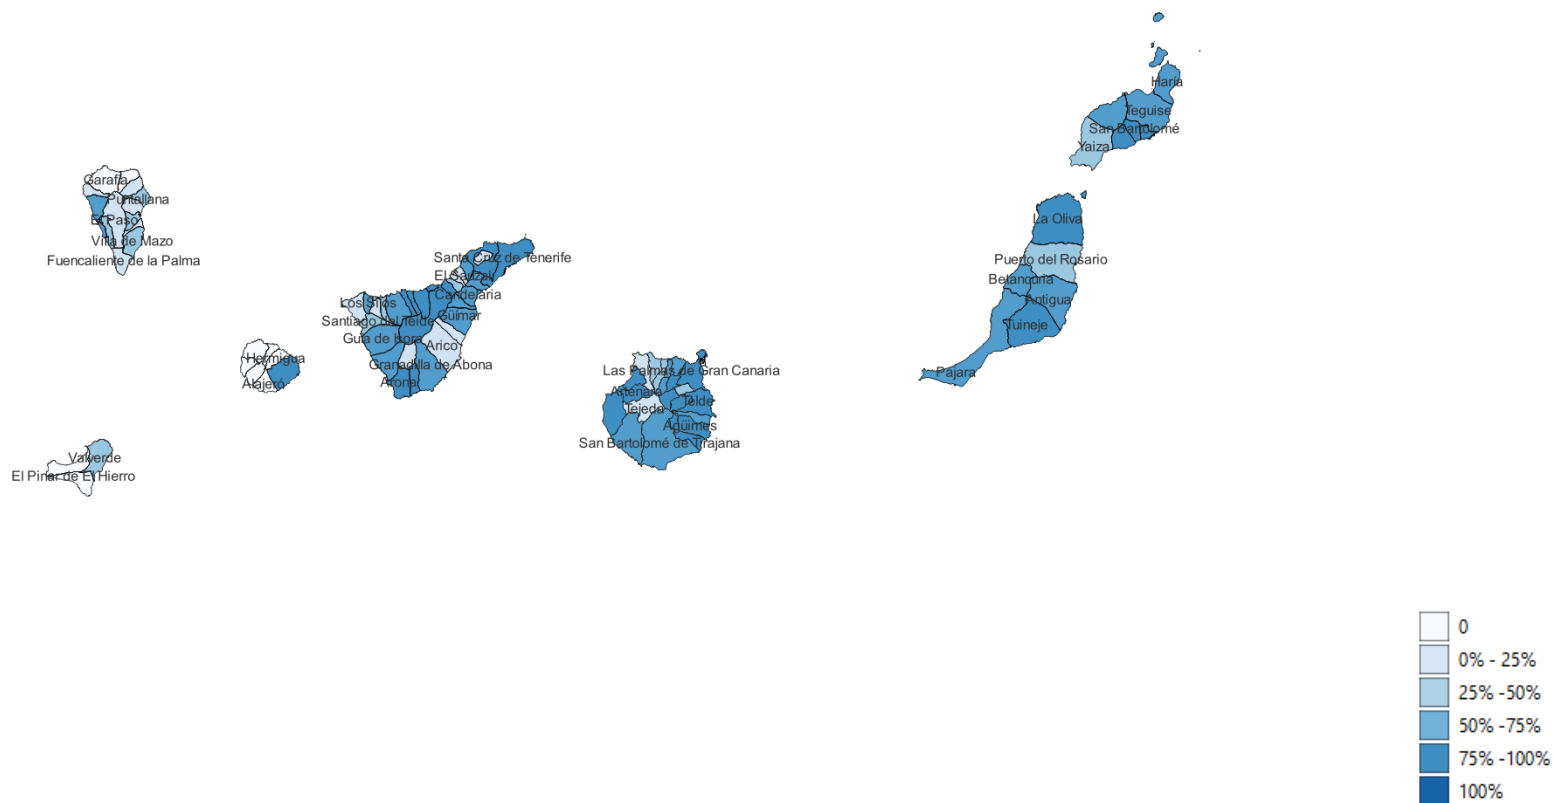 Haría
Teguise
San Bartolomé
Yaiza
Garafía
Puntallana
El Paso
Villa de Mazo
Fuencaliente de la Palma
La Oliva
Puerto del Rosario
Betancuria
Antigua
Tuineje
Pájara
Santa Cruz de Tenerife
El Sauzal
Candelaria
Los Silos
Güímar
Santiago del Teide
Guía de Isora
Arico
Granadilla de Abona
Arona
Hermigua
Alajeró
Las Palmas de Gran Canaria
Artenara
Telde
Tejeda
Agüimes
San Bartolomé de Tirajana
Valverde
El Pinar de El Hierro
0
0% - 25%
25% -50%
50% -75%
75% -100%
100%